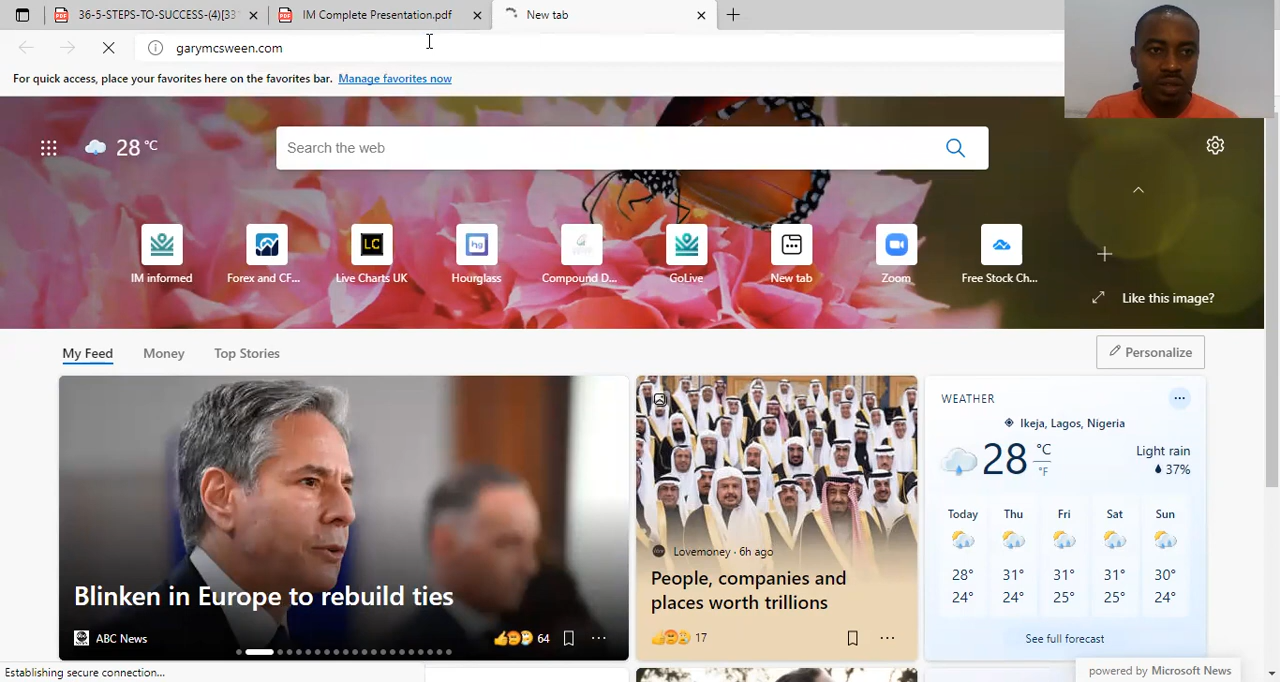 36-5-STEPS-TO-SUCCESS-(4)[33
IM Complete Presentation.pdf
New tab
garymcsween.com
For quick access, place your favorites here on the favorites bar. Manage favorites now
28 °C
Search the web
IM informed
Forex and CF...
Live Charts UK
Hourglass
Compound D...
GoLive
New tab
Zoom
Free Stock Ch...
LC
hg
Like this image?
My Feed
Money
Top Stories
Personalize
Blinken in Europe to rebuild ties
ABC News
64
Lovemoney · 6h ago
People, companies and
places worth trillions
17
WEATHER
Ikeja, Lagos, Nigeria
28 °C
°F
Light rain
37%
Today Thu Fri Sat Sun
28° 31° 31° 31° 30°
24° 24° 25° 25° 24°
See full forecast
Establishing secure connection...
powered by Microsoft News